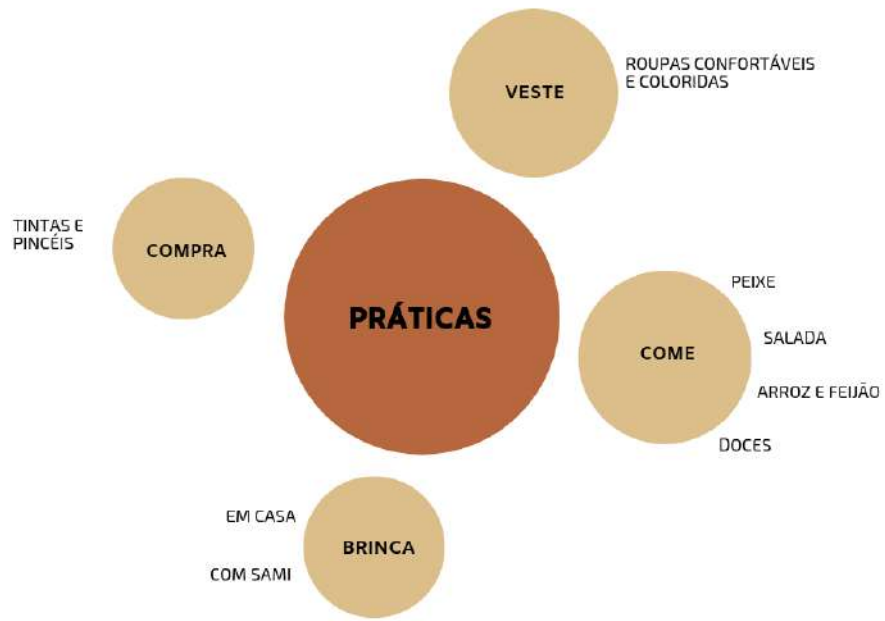 VESTE
ROUPAS CONFORTÁVEIS
E COLORIDAS
TINTAS E
PINCÉIS
COMPRA
PRÁTICAS
COME
PEIXE
SALADA
ARROZ E FEIJÃO
DOCES
EM CASA
COM SAMI
BRINCA